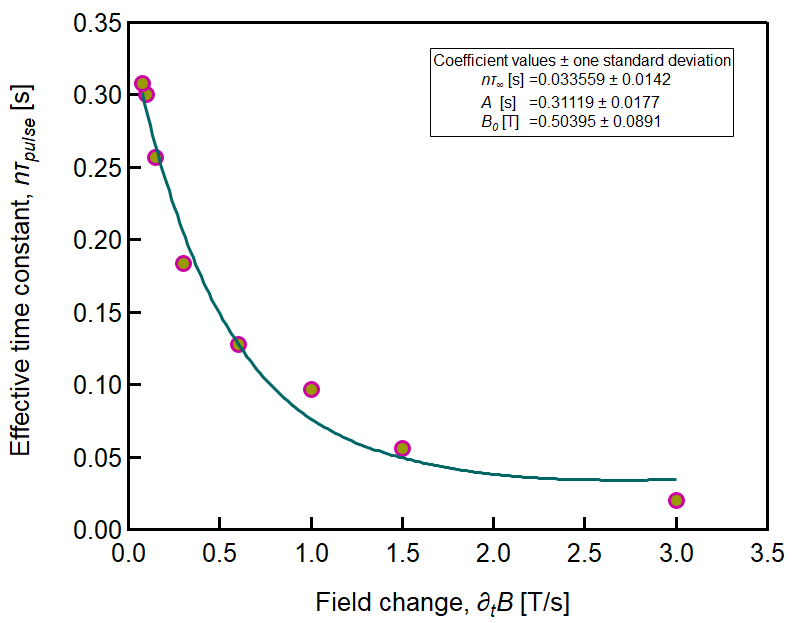 0.35
0.30
0.25
0.20
0.15
0.10
0.05
0.00
Effective time constant, nτpulse [s]
Coefficient values ± one standard deviation
nτ∞ [s] =0.033559 ± 0.0142
A [s] =0.31119 ± 0.0177
B0 [T] =0.50395 ± 0.0891
0.0 0.5 1.0 1.5 2.0 2.5 3.0 3.5
Field change, ∂tB [T/s]